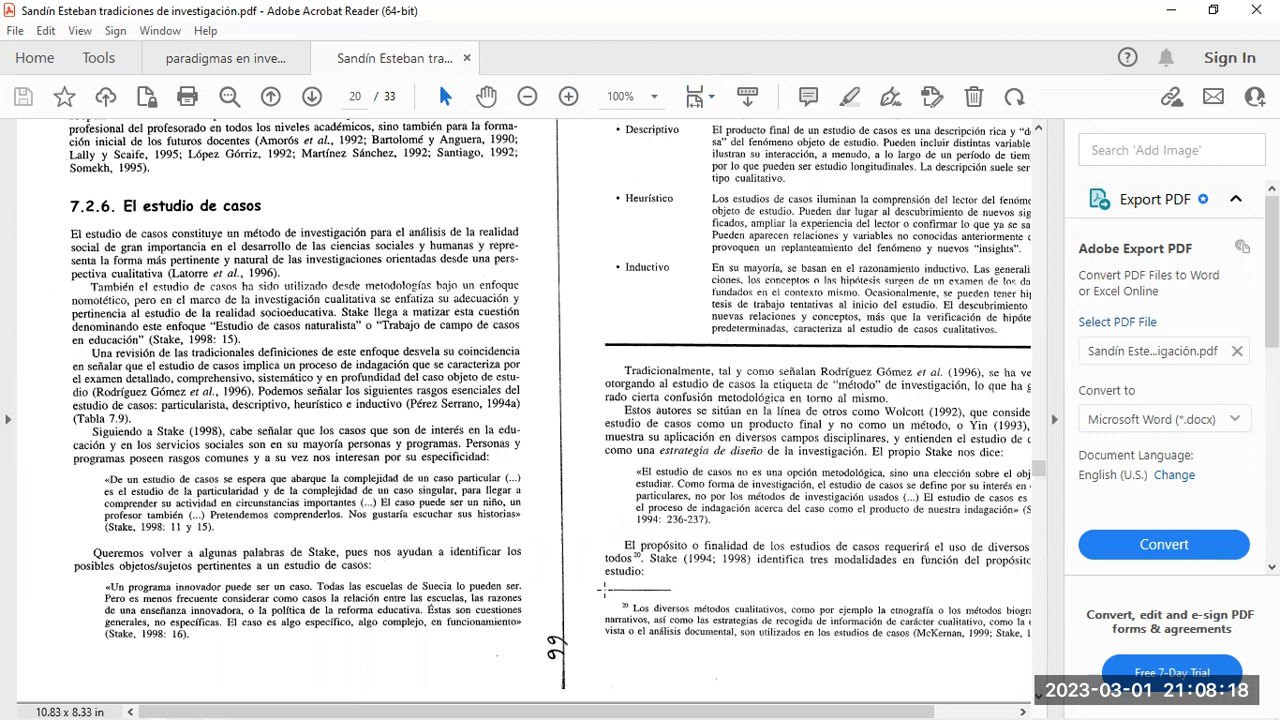 Sandín Esteban tradiciones de investigación.pdf - Adobe Acrobat Reader (64-bit)
File Edit View Sign Window Help
Home Tools paradigmas en inve... Sandín Esteban tra... Sign In
20 / 33 100%
profesional del profesorado en todos los niveles académicos, sino también para la forma-
ción inicial de los futuros docentes (Amorós et al., 1992; Bartolomé y Anguera, 1990;
Lally y Scaife, 1995; López Górriz, 1992; Martínez Sánchez, 1992; Santiago, 1992;
Somekh, 1995).
7.2.6. El estudio de casos
El estudio de casos constituye un método de investigación para el análisis de la realidad
social de gran importancia en el desarrollo de las ciencias sociales y humanas y repre-
senta la forma más pertinente y natural de las investigaciones orientadas desde una pers-
pectiva cualitativa (Latorre et al., 1996).
También el estudio de casos ha sido utilizado desde metodologías bajo un enfoque
nomotético, pero en el marco de la investigación cualitativa se enfatiza su adecuación y
pertinencia al estudio de la realidad socioeducativa. Stake llega a matizar esta cuestión
denominando este enfoque “Estudio de casos naturalista” o “Trabajo de campo de casos
en educación” (Stake, 1998: 15).
Una revisión de las tradicionales definiciones de este enfoque desvela su coincidencia
en señalar que el estudio de casos implica un proceso de indagación que se caracteriza por
el examen detallado, comprehensivo, sistemático y en profundidad del caso objeto de estu-
dio (Rodríguez Gómez et al., 1996). Podemos señalar los siguientes rasgos esenciales del
estudio de casos: particularista, descriptivo, heurístico e inductivo (Pérez Serrano, 1994a)
(Tabla 7.9).
Siguiendo a Stake (1998), cabe señalar que los casos que son de interés en la edu-
cación y en los servicios sociales son en su mayoría personas y programas. Personas y
programas poseen rasgos comunes y a su vez nos interesan por su especificidad:
«De un estudio de casos se espera que abarque la complejidad de un caso particular (...)
es el estudio de la particularidad y de la complejidad de un caso singular, para llegar a
comprender su actividad en circunstancias importantes (...) El caso puede ser un niño, un
profesor también (...) Pretendemos comprenderlos. Nos gustaría escuchar sus historias»
(Stake, 1998: 11 y 15).
Queremos volver a algunas palabras de Stake, pues nos ayudan a identificar los
posibles objetos/sujetos pertinentes a un estudio de casos:
«Un programa innovador puede ser un caso. Todas las escuelas de Suecia lo pueden ser.
Pero es menos frecuente considerar como casos la relación entre las escuelas, las razones
de una enseñanza innovadora, o la política de la reforma educativa. Éstas son cuestiones
generales, no específicas. El caso es algo específico, algo complejo, en funcionamiento»
(Stake, 1998: 16).
99
• Descriptivo El producto final de un estudio de casos es una descripción rica y “de
sa” del fenómeno objeto de estudio. Pueden incluir distintas variable
ilustran su interacción, a menudo, a lo largo de un período de tiem
por lo que pueden ser estudio longitudinales. La descripción suele ser
tipo cualitativo.
• Heurístico Los estudios de casos iluminan la comprensión del lector del fenóme
objeto de estudio. Pueden dar lugar al descubrimiento de nuevos sig
ficados, ampliar la experiencia del lector o confirmar lo que ya se sa
Pueden aparecen relaciones y variables no conocidas anteriormente
provoquen un replanteamiento del fenómeno y nuevos “insights”.
• Inductivo En su mayoría, se basan en el razonamiento inductivo. Las generali
ciones, los conceptos o las hipótesis surgen de un examen de los da
fundados en el contexto mismo. Ocasionalmente, se pueden tener hip
tesis de trabajo tentativas al inicio del estudio. El descubrimiento
nuevas relaciones y conceptos, más que la verificación de hipóte
predeterminadas, caracteriza al estudio de casos cualitativos.
Tradicionalmente, tal y como señalan Rodríguez Gómez et al. (1996), se ha ve
otorgando al estudio de casos la etiqueta de “método” de investigación, lo que ha g
rado cierta confusión metodológica en torno al mismo.
Estos autores se sitúan en la línea de otros como Wolcott (1992), que conside
estudio de casos como un producto final y no como un método, o Yin (1993),
muestra su aplicación en diversos campos disciplinares, y entienden el estudio de c
como una estrategia de diseño de la investigación. El propio Stake nos dice:
«El estudio de casos no es una opción metodológica, sino una elección sobre el obj
estudiar. Como forma de investigación, el estudio de casos se define por su interés en
particulares, no por los métodos de investigación usados (...) El estudio de casos es
el proceso de indagación acerca del caso como el producto de nuestra indagación» (S
1994: 236-237).
El propósito o finalidad de los estudios de casos requerirá el uso de diversos
todos20. Stake (1994; 1998) identifica tres modalidades en función del propósito
estudio:
20 Los diversos métodos cualitativos, como por ejemplo la etnografía o los métodos biogra
narrativos, así como las estrategias de recogida de información de carácter cualitativo, como la
vista o el análisis documental, son utilizados en los estudios de casos (McKernan, 1999; Stake, 1
Search 'Add Image'
Export PDF
Adobe Export PDF
Convert PDF Files to Word
or Excel Online
Select PDF File
Sandín Este...igación.pdf
Convert to
Microsoft Word (*.docx)
Document Language:
English (U.S.) Change
Convert
Convert, edit and e-sign PDF
forms & agreements
Free 7-Day Trial
2023-03-01 21:08:18
10.83 x 8.33 in